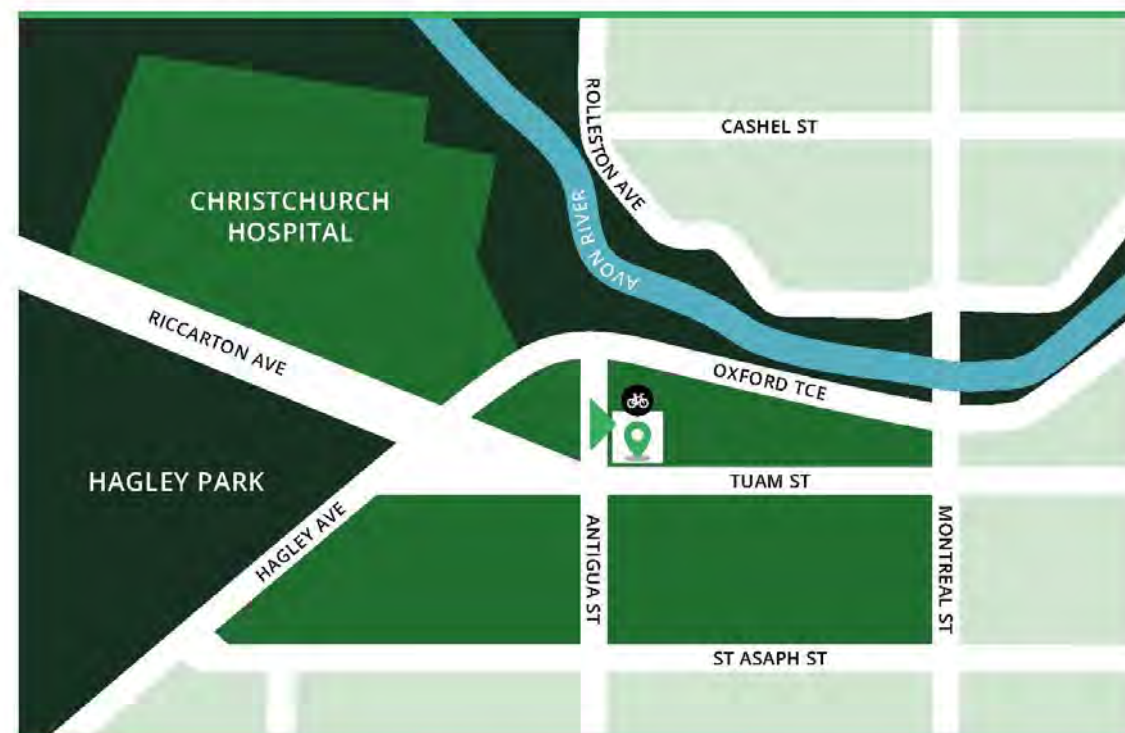 CASHEL ST
ROLLESTON AVE
CHRISTCHURCH
HOSPITAL
AVON RIVER
RICCARTON AVE
OXFORD TCE
HAGLEY PARK
TUAM ST
HAGLEY AVE
ANTIGUA ST
MONTREAL ST
ST ASAPH ST